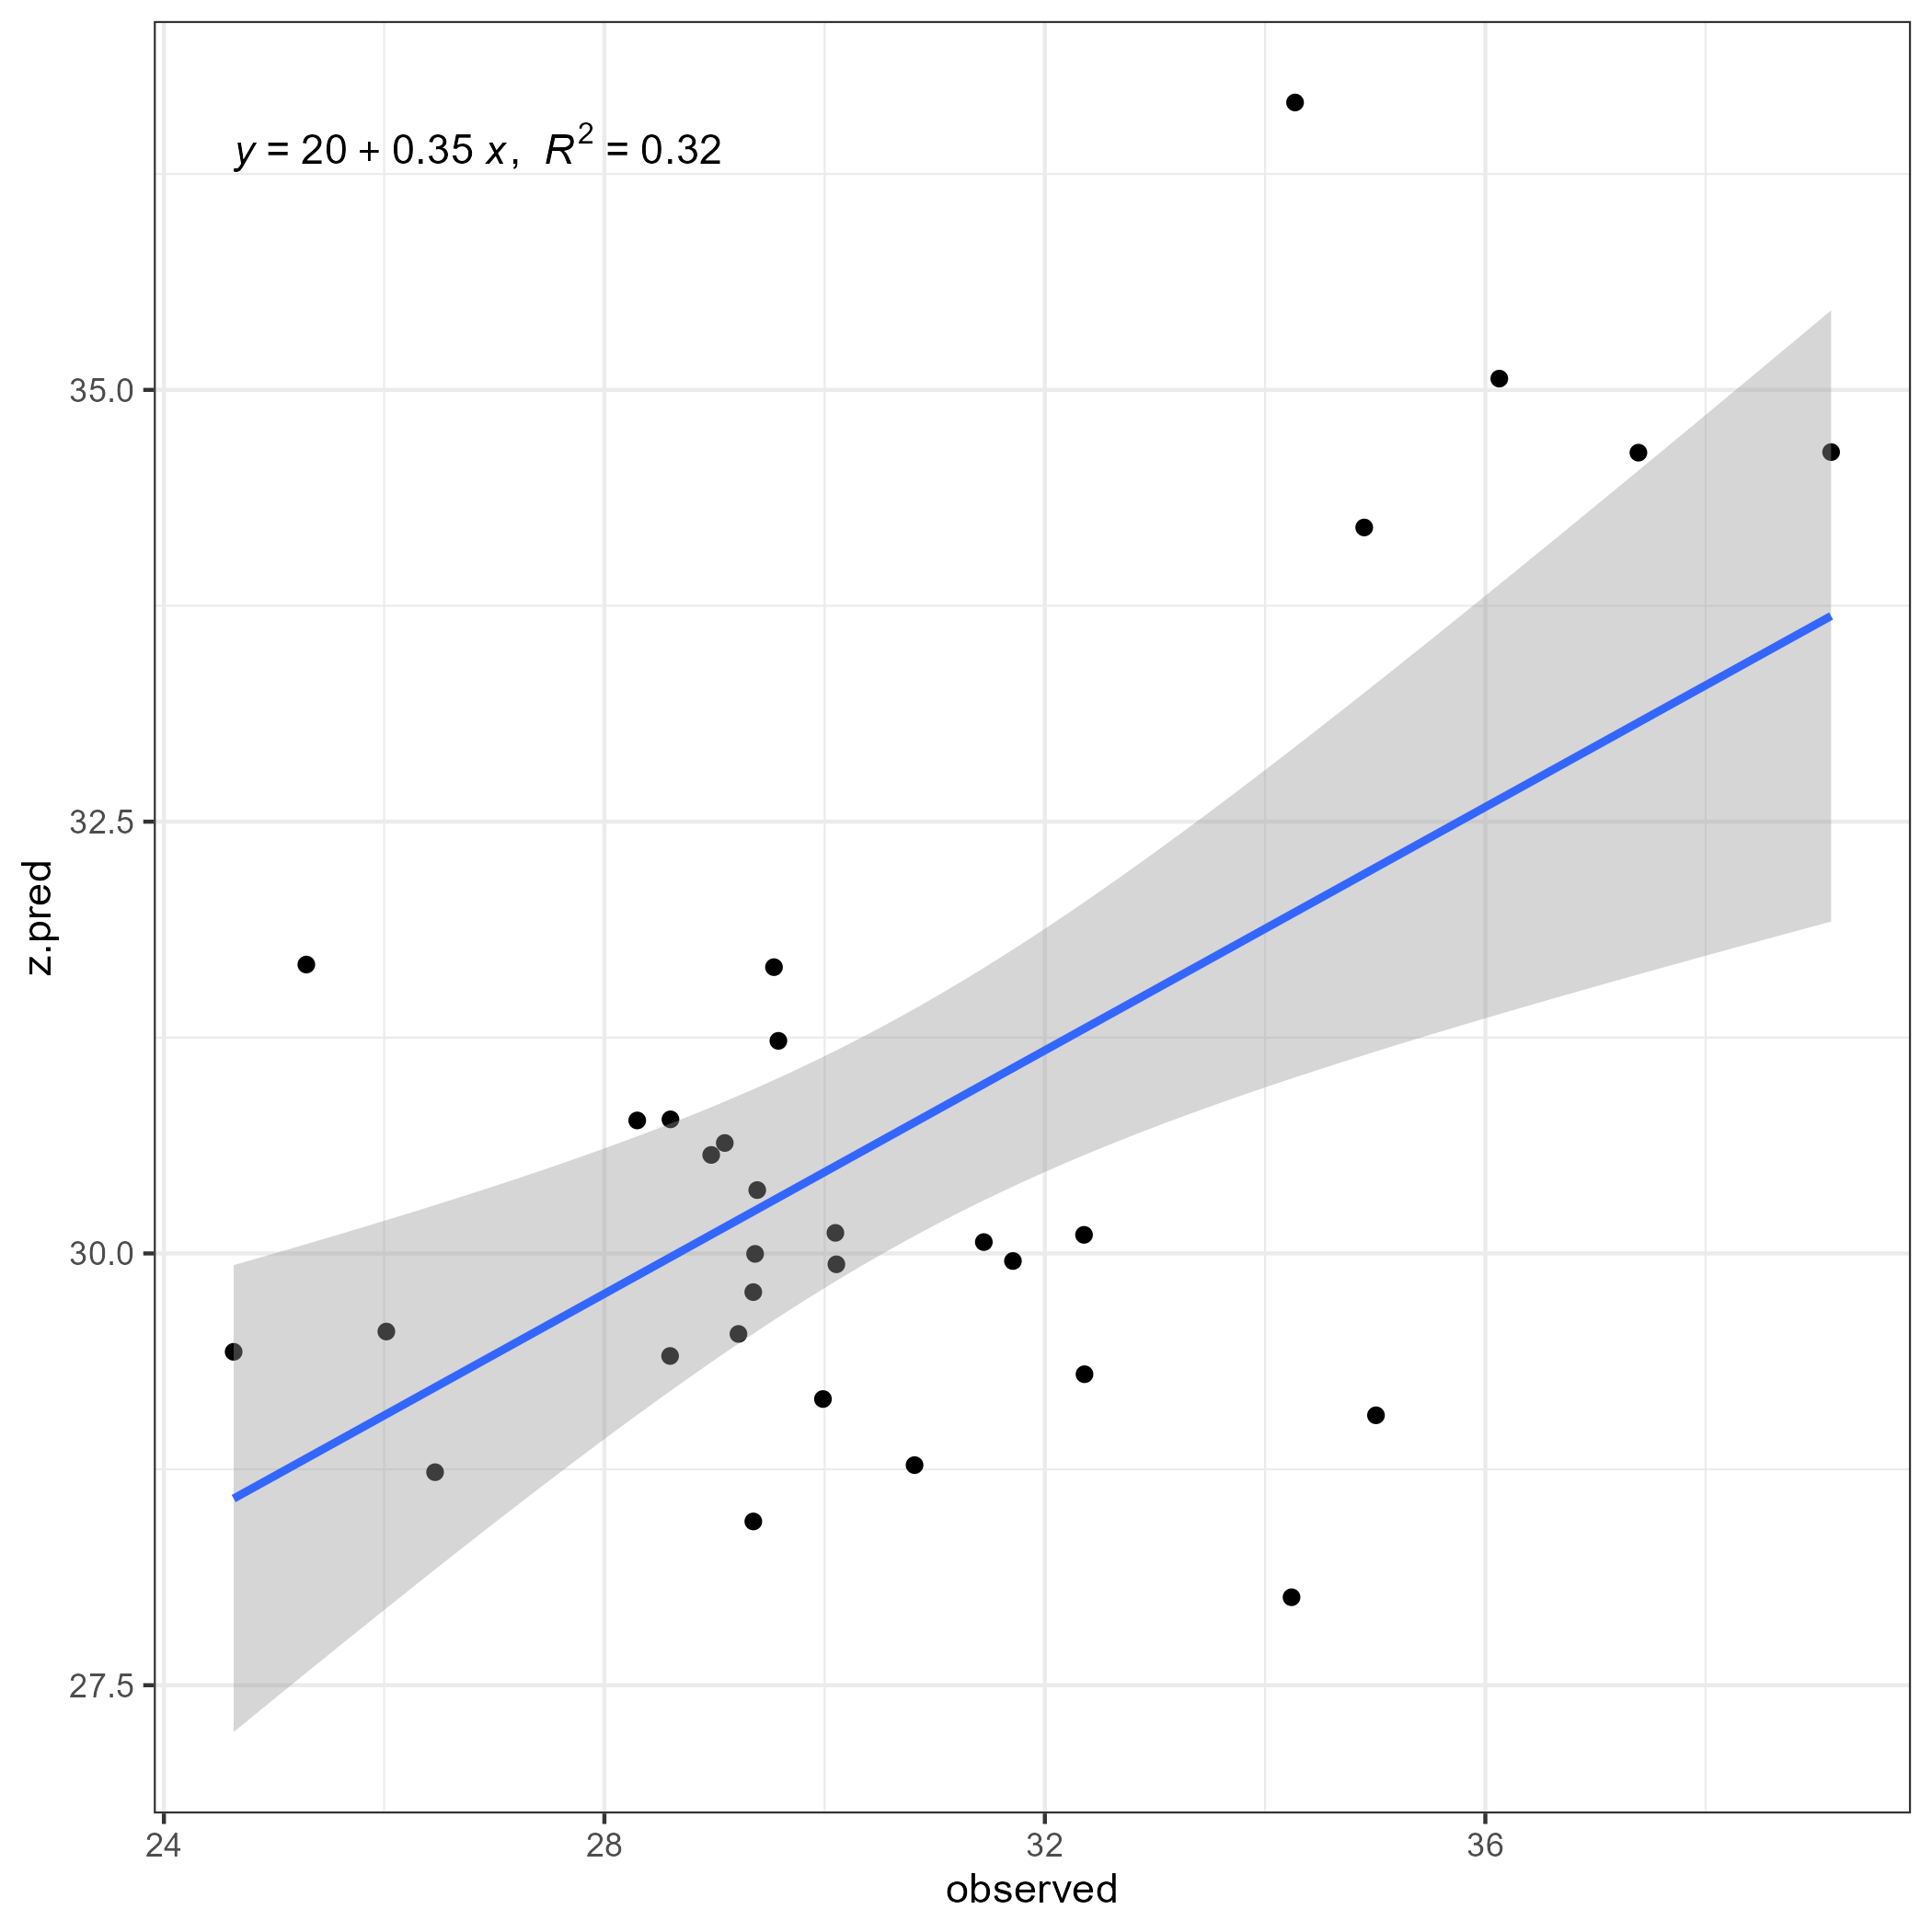 y = 20 + 0.35 x, R² = 0.32
35.0
32.5
30.0
27.5
z.pred
24 28 32 36
observed